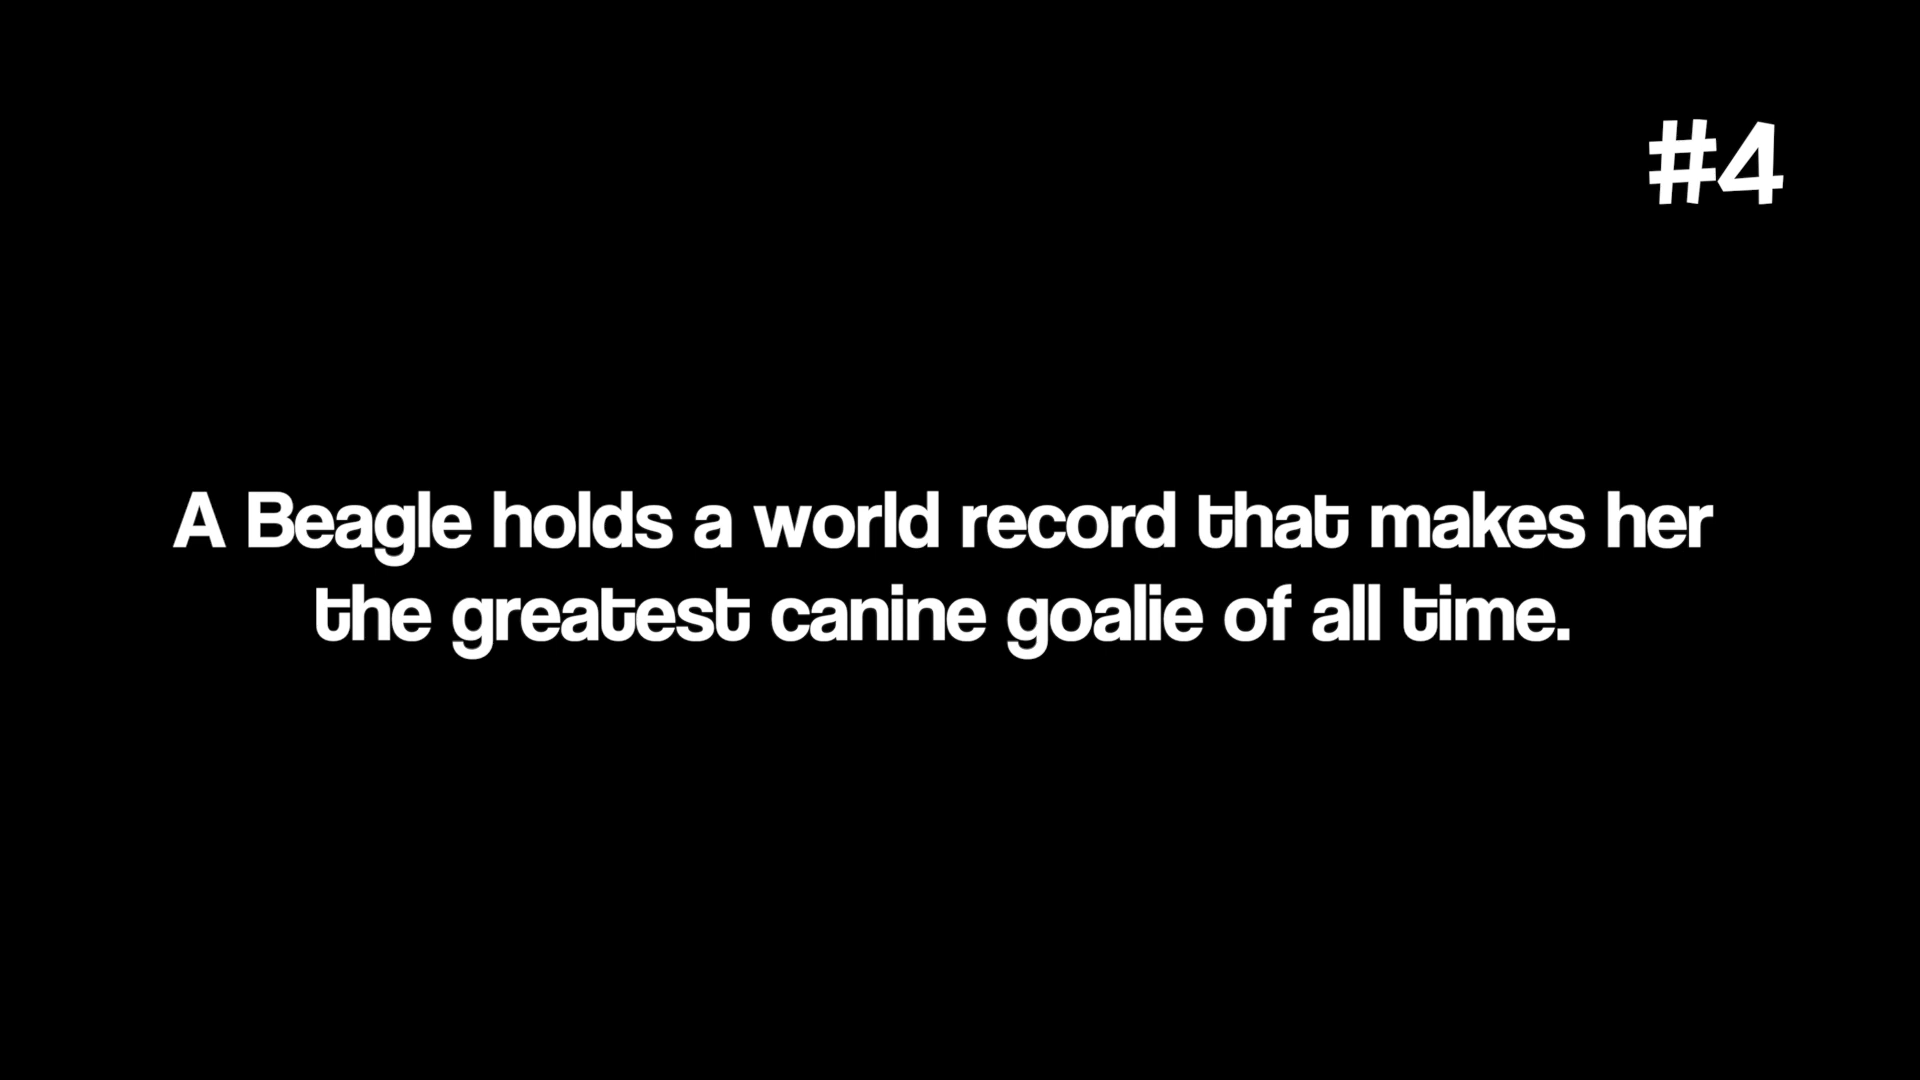 #4
A Beagle holds a world record that makes her
the greatest canine goalie of all time.